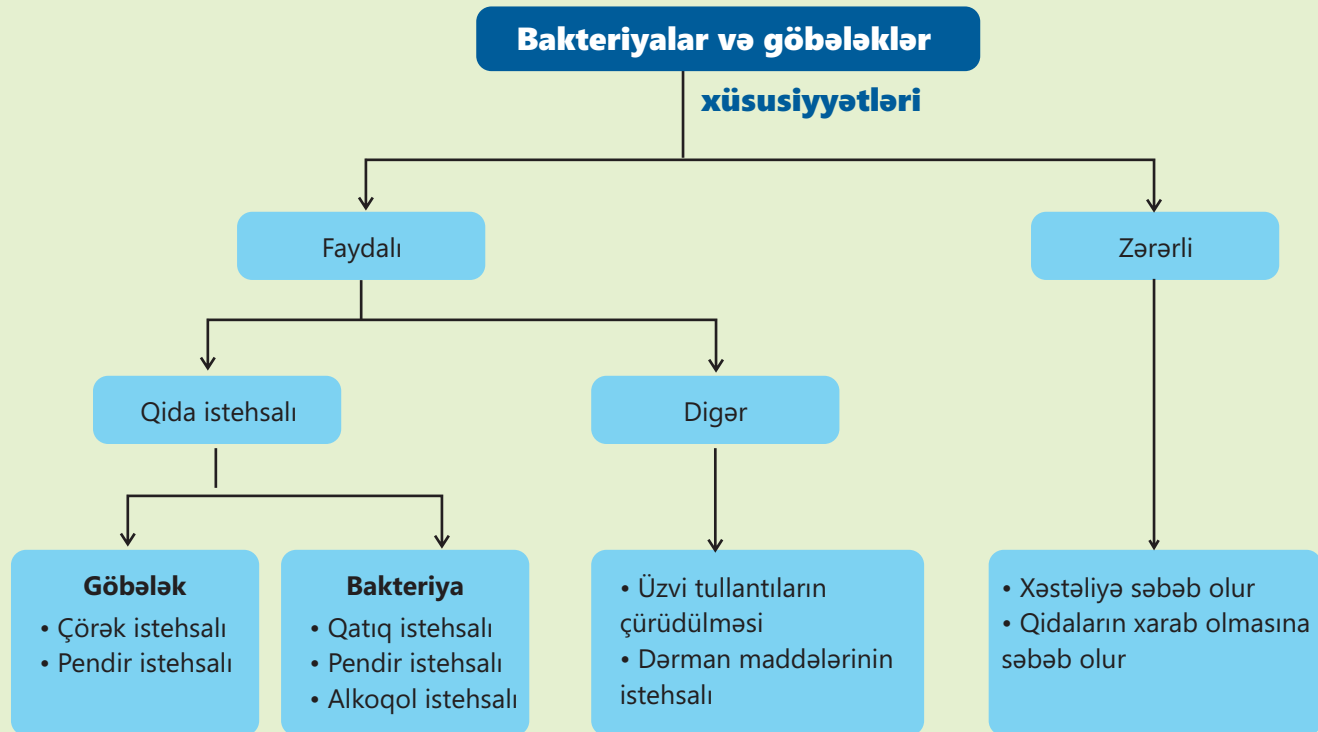 Bakteriyalar və göbələklər
xüsusiyyətləri
Faydalı
Zərərli
Qida istehsalı
Digər
Göbələk
• Çörək istehsalı
• Pendir istehsalı
Bakteriya
• Qatıq istehsalı
• Pendir istehsalı
• Alkoqol istehsalı
• Üzvi tullantıların
çürüdülməsi
• Dərman maddələrinin
istehsalı
• Xəstəliyə səbəb olur
• Qidaların xarab olmasına
səbəb olur